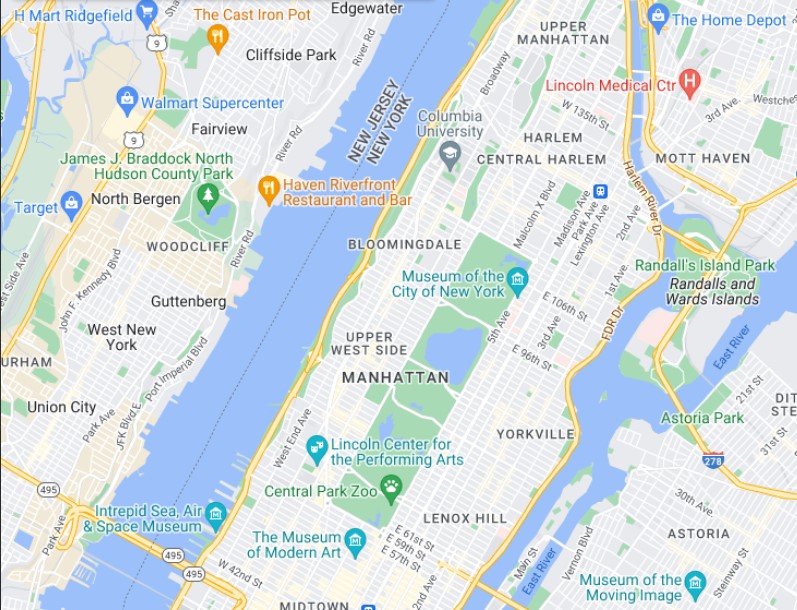 H Mart Ridgefield
The Cast Iron Pot
Edgewater
UPPER
MANHATTAN
The Home Depot
9
Cliffside Park
River Rd
Broadway
Lincoln Medical Ctr
Walmart Supercenter
NEW JERSEY
NEW YORK
Columbia
University
W 135th St
3rd Ave.
Westches
Fairview
9
River Rd
HARLEM
CENTRAL HARLEM
MOTT HAVEN
James J. Braddock North
Hudson County Park
Haven Riverfront
Restaurant and Bar
North Bergen
Target
Harlem River Dr
Malcolm X Blvd
Madison Ave
Park Ave
Lexington Ave
2nd Ave
WOODCLIFF
River Rd
BLOOMINGDALE
Randall's Island Park
Randalls and
Wards Islands
Museum of the
City of New York
1st Ave.
John F. Kennedy Blvd
est Side Ave
Guttenberg
E 106th St
5th Ave
3rd Ave
FDR Dr
West New
York
UPPER
WEST SIDE
E 96th St
East River
Port Imperial Blvd
URHAM
MANHATTAN
21st St
DIT
STE
Union City
Park Ave
JFK Blvd E
West End Ave
Astoria Park
31st St
YORKVILLE
Lincoln Center for
the Performing Arts
278
495
Central Park Zoo
30th Ave.
Intrepid Sea, Air
& Space Museum
Park Ave
LENOX HILL
ASTORIA
The Museum
of Modern Art
E 61st St
E 59th St
E 57th St
495
495
W 42nd St
Main St
East River
Vernon Blvd
Steinway St
Museum of the
Moving Image
MIDTOWN
2nd Ave